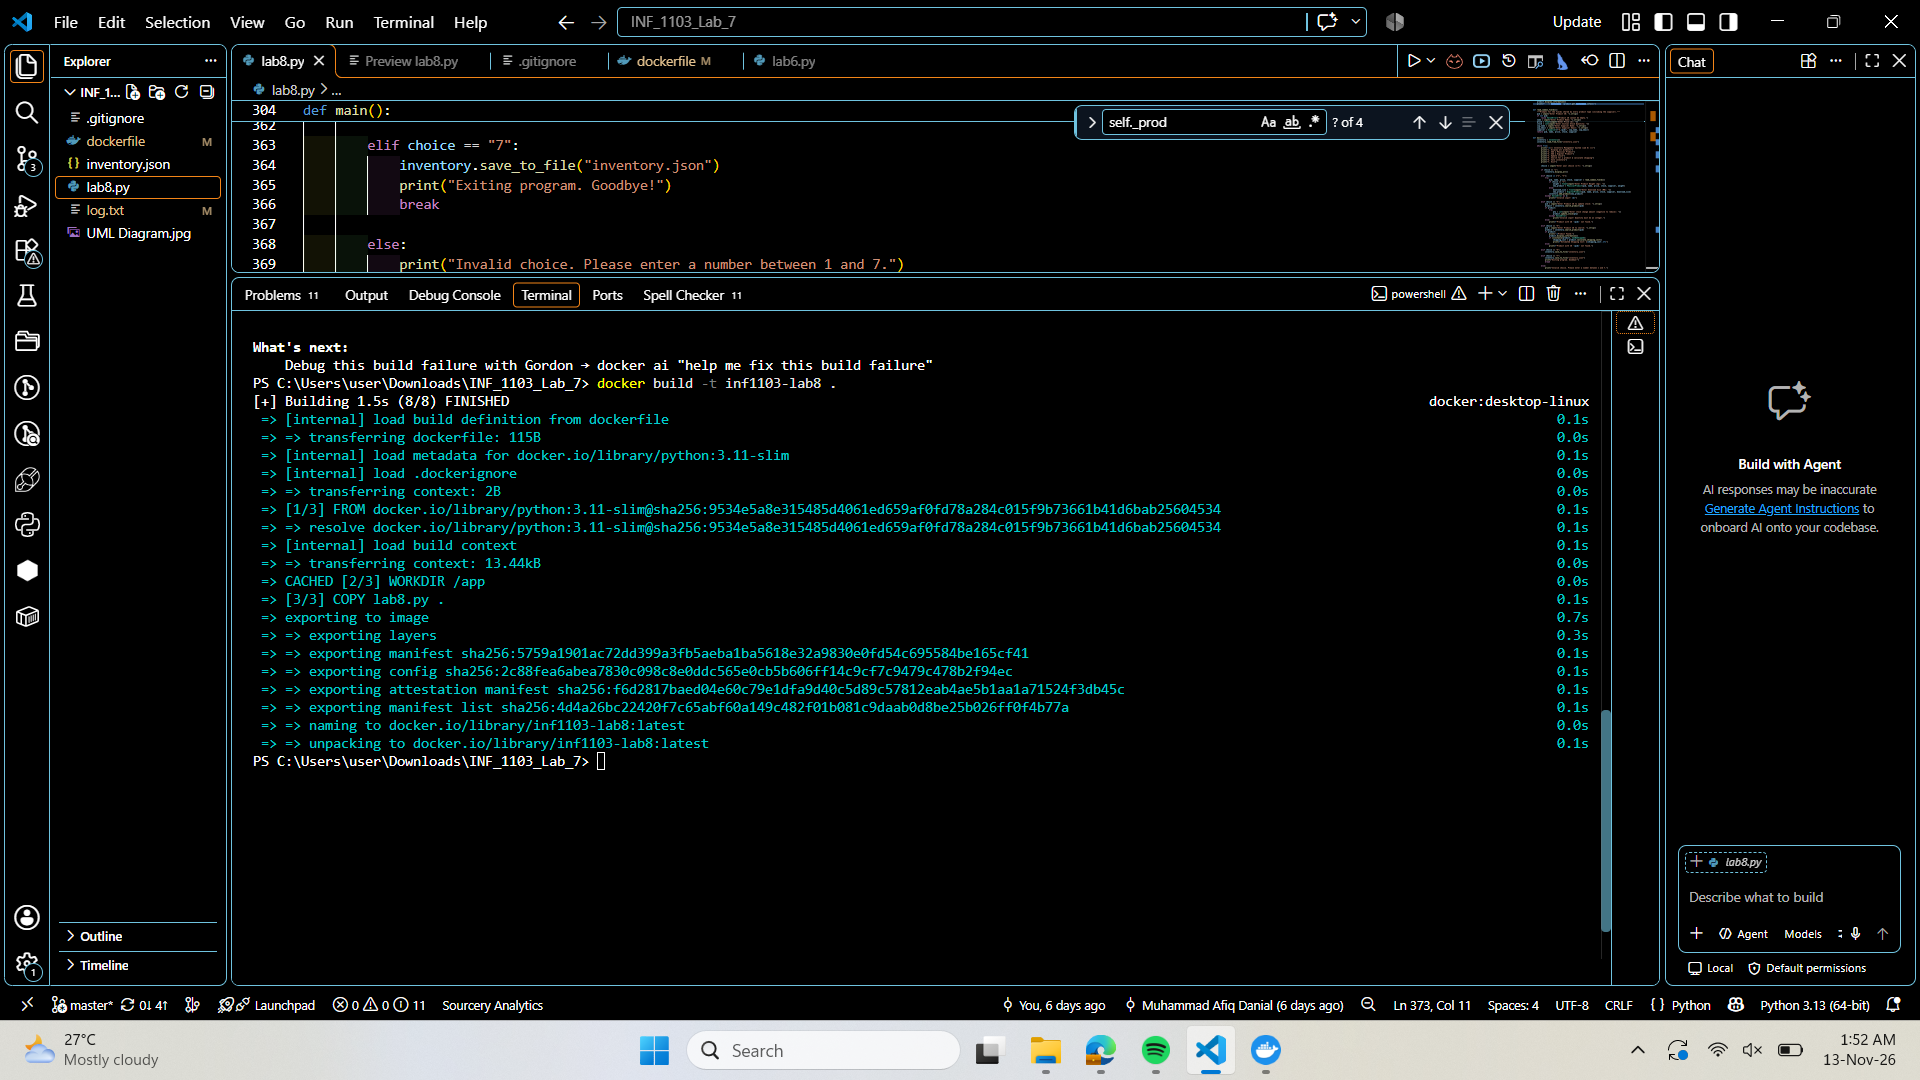 File Edit Selection View Go Run Terminal Help
INF_1103_Lab_7
Update
Explorer
INF_1...
.gitignore
dockerfile M
inventory.json
lab8.py
log.txt M
UML Diagram.jpg
Outline
Timeline
lab8.py
Preview lab8.py
.gitignore
dockerfile M
lab6.py
lab8.py > ...
304 def main():
362
363 elif choice == "7":
364 inventory.save_to_file("inventory.json")
365 print("Exiting program. Goodbye!")
366 break
367
368 else:
369 print("Invalid choice. Please enter a number between 1 and 7.")
self._prod Aa ab .* ? of 4
Problems 11 Output Debug Console Terminal Ports Spell Checker 11
powershell
What's next:
Debug this build failure with Gordon → docker ai "help me fix this build failure"
PS C:\Users\user\Downloads\INF_1103_Lab_7> docker build -t inf1103-lab8 .
[+] Building 1.5s (8/8) FINISHED docker:desktop-linux
=> [internal] load build definition from dockerfile 0.1s
=> => transferring dockerfile: 115B 0.0s
=> [internal] load metadata for docker.io/library/python:3.11-slim 0.1s
=> [internal] load .dockerignore 0.0s
=> => transferring context: 2B 0.0s
=> [1/3] FROM docker.io/library/python:3.11-slim@sha256:9534e5a8e315485d4061ed659af0fd78a284c015f9b73661b41d6bab25604534 0.1s
=> => resolve docker.io/library/python:3.11-slim@sha256:9534e5a8e315485d4061ed659af0fd78a284c015f9b73661b41d6bab25604534 0.1s
=> [internal] load build context 0.1s
=> => transferring context: 13.44kB 0.0s
=> CACHED [2/3] WORKDIR /app 0.0s
=> [3/3] COPY lab8.py . 0.1s
=> exporting to image 0.7s
=> => exporting layers 0.3s
=> => exporting manifest sha256:5759a1901ac72dd399a3fb5aeba1ba5618e32a9830e0fd54c695584be165cf41 0.1s
=> => exporting config sha256:2c88fea6abea7830c098c8e0ddc565e0cb5b606ff14c9cf7c9479c478b2f94ec 0.1s
=> => exporting attestation manifest sha256:f6d2817baed04e60c79e1dfa9d40c5d89c57812eab4ae5b1aa1a71524f3db45c 0.1s
=> => exporting manifest list sha256:4d4a26bc22420f7c65abf60a149c482f01b081c9daab0d8be25b026ff0f4b77a 0.1s
=> => naming to docker.io/library/inf1103-lab8:latest 0.0s
=> => unpacking to docker.io/library/inf1103-lab8:latest 0.1s
PS C:\Users\user\Downloads\INF_1103_Lab_7>
Chat
Build with Agent
AI responses may be inaccurate
Generate Agent Instructions to
onboard AI onto your codebase.
lab8.py
Describe what to build
Agent Models
Local Default permissions
3
1
master* 0↓ 4↑ Launchpad 0 0 11 Sourcery Analytics
You, 6 days ago Muhammad Afiq Danial (6 days ago) Ln 373, Col 11 Spaces: 4 UTF-8 CRLF { } Python Python 3.13 (64-bit)
27°C
Mostly cloudy
Search
1:52 AM
13-Nov-26